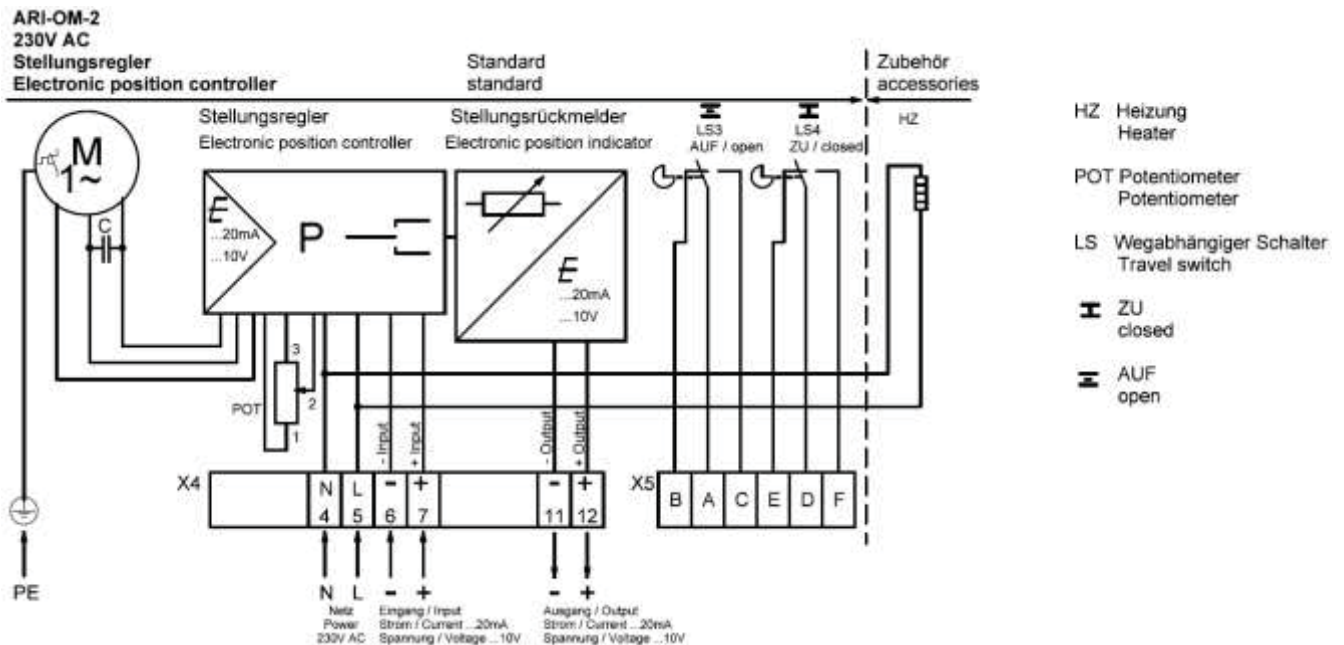 ARI-OM-2
230V AC
Stellungsregler
Electronic position controller
Standard
standard
Zubehör
accessories
Stellungsregler
Electronic position controller
Stellungsrückmelder
Electronic position indicator
LS3
AUF / open
LS4
ZU / closed
HZ
M
1~
C
E
...20mA
...10V
P
E
...20mA
...10V
POT
3
2
1
- Input
+ Input
- Output
+ Output
X4
N
L
-
+
-
+
4
5
6
7
11
12
X5
B
A
C
E
D
F
PE
N
L
-
+
-
+
Netz
Power
230V AC
Eingang / Input
Strom / Current ...20mA
Spannung / Voltage ...10V
Ausgang / Output
Strom / Current ...20mA
Spannung / Voltage ...10V
HZ Heizung
Heater
POT Potentiometer
Potentiometer
LS Wegabhängiger Schalter
Travel switch
ZU
closed
AUF
open